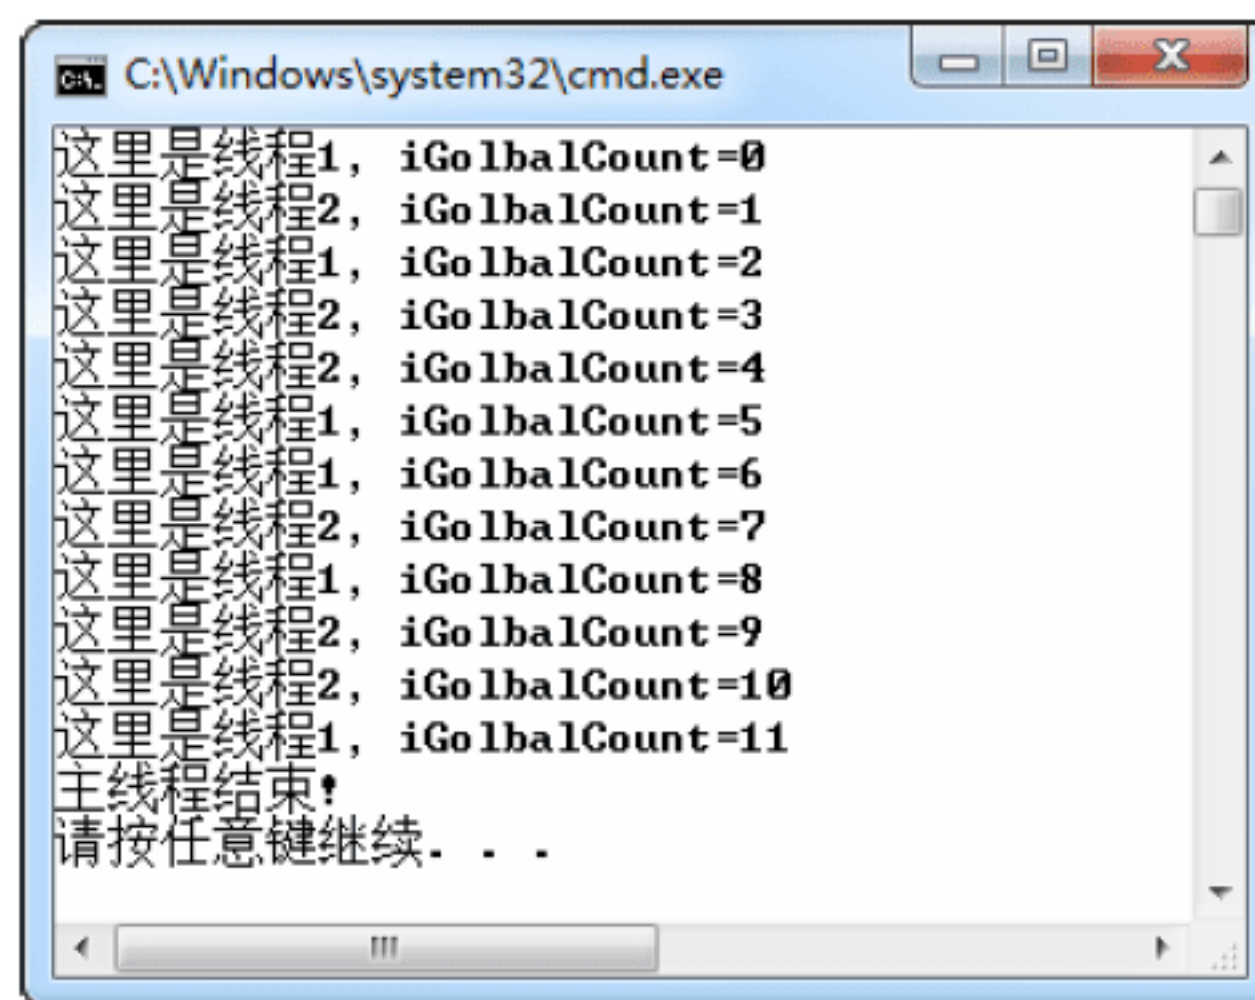 C:\Windows\system32\cmd.exe
这里是线程1, iGolbalCount=0
这里是线程2, iGolbalCount=1
这里是线程1, iGolbalCount=2
这里是线程2, iGolbalCount=3
这里是线程2, iGolbalCount=4
这里是线程1, iGolbalCount=5
这里是线程1, iGolbalCount=6
这里是线程2, iGolbalCount=7
这里是线程1, iGolbalCount=8
这里是线程2, iGolbalCount=9
这里是线程2, iGolbalCount=10
这里是线程1, iGolbalCount=11
主线程结束!
请按任意键继续. . .